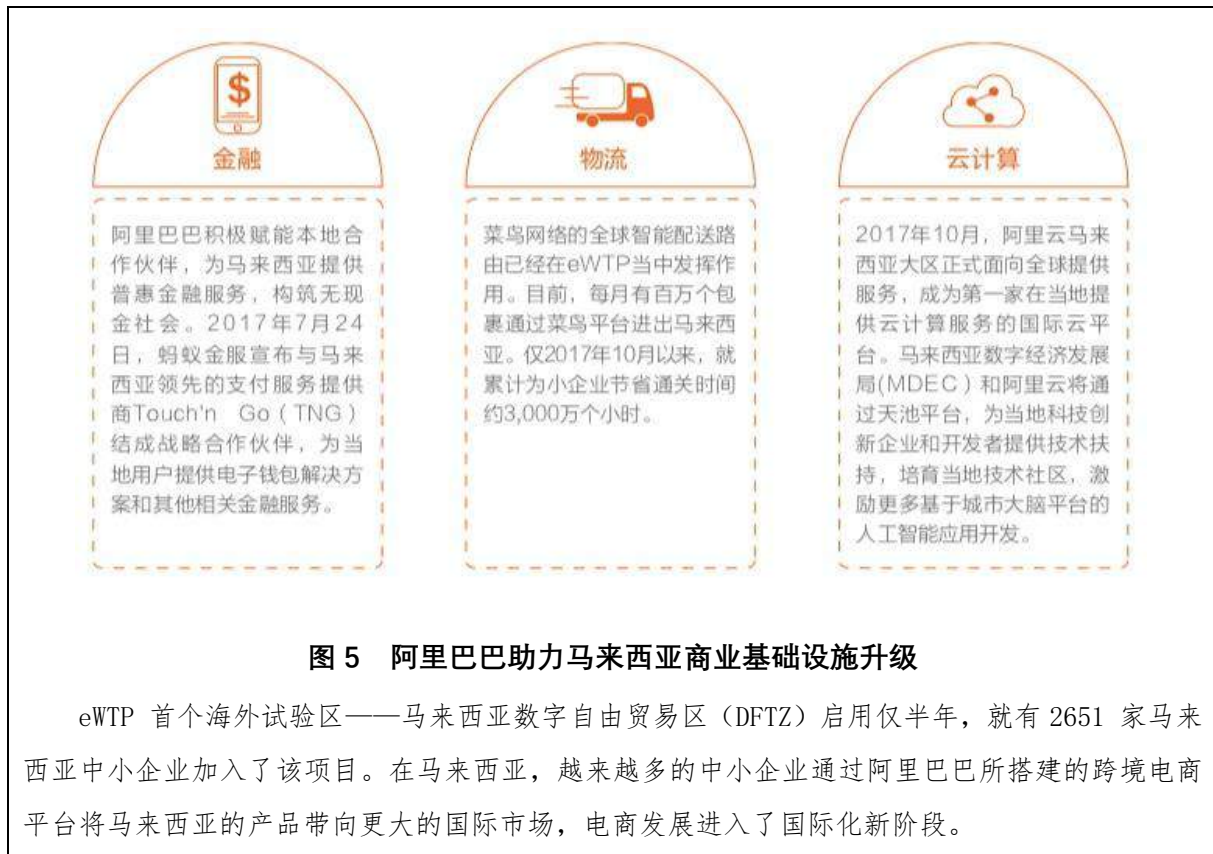 $
金融
阿里巴巴积极赋能本地合
作伙伴，为马来西亚提供
普惠金融服务，构筑无现
金社会。2017年7月24
日，蚂蚁金服宣布与马来
西亚领先的支付服务提供
商Touch'n Go（TNG）
结成战略合作伙伴，为当
地用户提供电子钱包解决方
案和其他相关金融服务。
物流
菜鸟网络的全球智能配送路
由已经在eWTP当中发挥作
用。目前，每月有百万个包
裹通过菜鸟平台进出马来西
亚。仅2017年10月以来，就
累计为小企业节省通关时间
约3,000万个小时。
云计算
2017年10月，阿里云马来
西亚大区正式面向全球提供
服务，成为第一家在当地提
供云计算服务的国际云平
台。马来西亚数字经济发展
局(MDEC）和阿里云将通
过天池平台，为当地科技创
新企业和开发者提供技术扶
持，培育当地技术社区，激
励更多基于城市大脑平台的
人工智能应用开发。
图 5 阿里巴巴助力马来西亚商业基础设施升级
eWTP 首个海外试验区——马来西亚数字自由贸易区（DFTZ）启用仅半年，就有 2651 家马来
西亚中小企业加入了该项目。在马来西亚，越来越多的中小企业通过阿里巴巴所搭建的跨境电商
平台将马来西亚的产品带向更大的国际市场，电商发展进入了国际化新阶段。